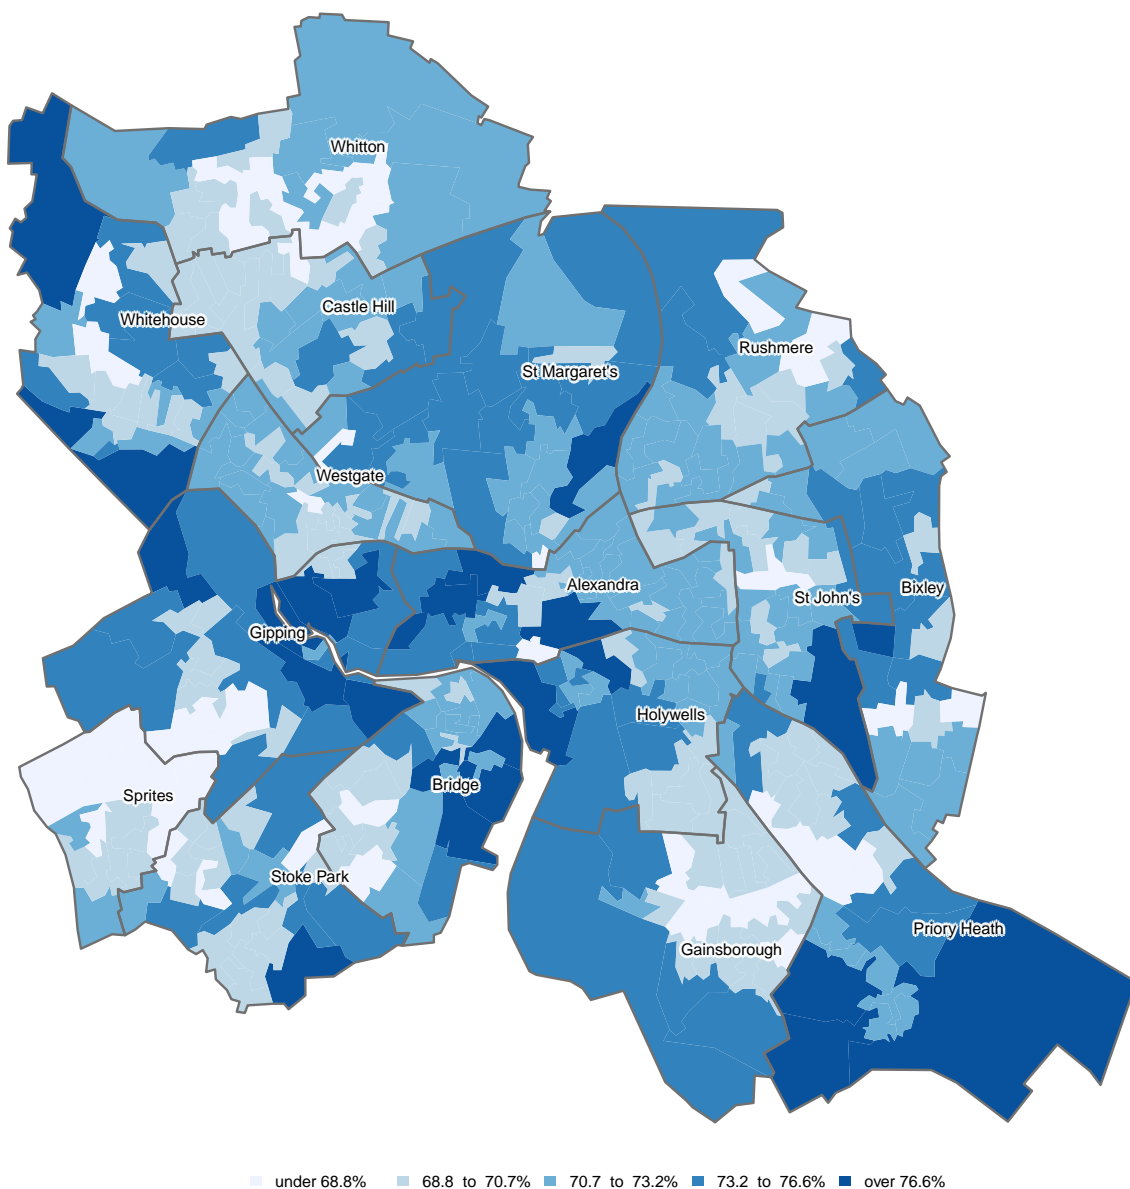 Whitton
Castle Hill
Whitehouse
Rushmere
St Margaret's
Westgate
Alexandra
St John's
Bixley
Gipping
Holywells
Bridge
Sprites
Stoke Park
Priory Heath
Gainsborough
under 68.8% 68.8 to 70.7% 70.7 to 73.2% 73.2 to 76.6% over 76.6%